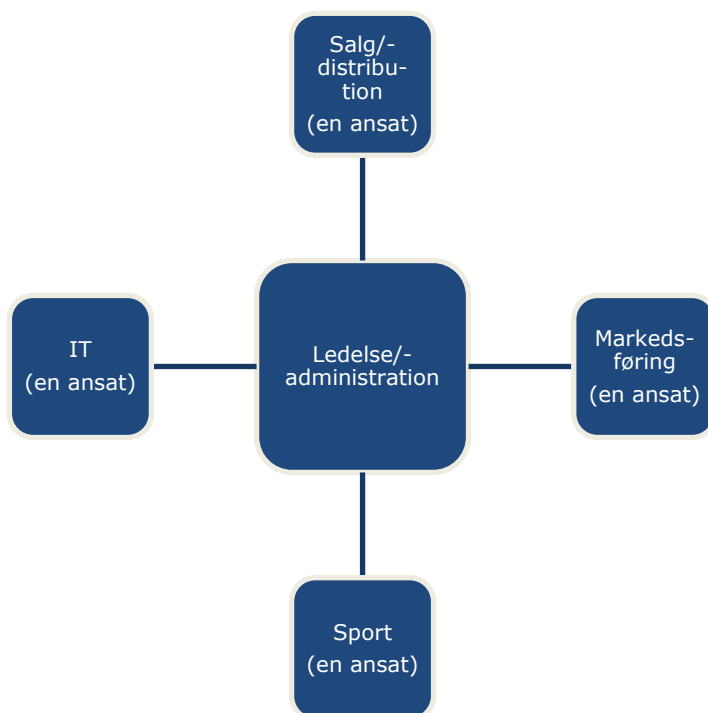 Salg/-
distribu-
tion
(en ansat)
IT
(en ansat)
Ledelse/-
administration
Markeds-
føring
(en ansat)
Sport
(en ansat)